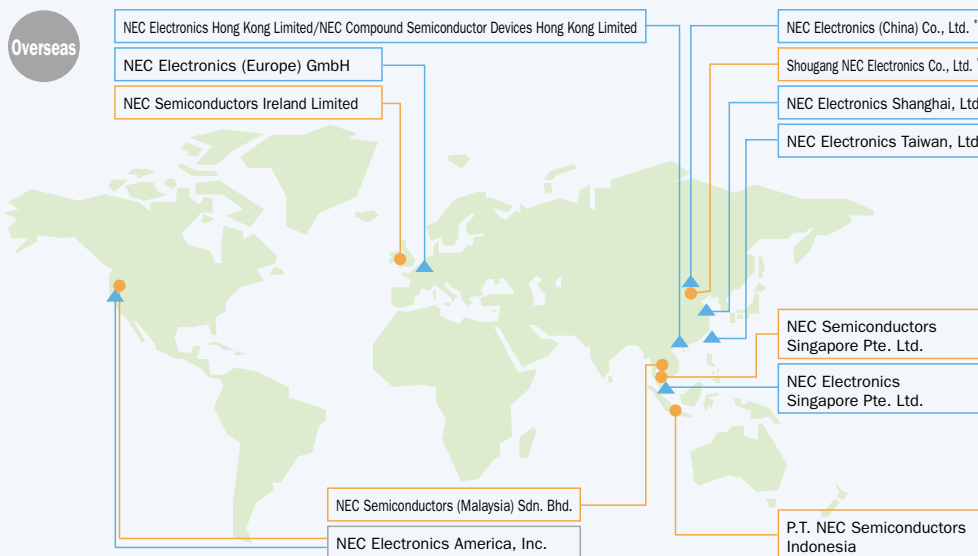 Overseas
NEC Electronics Hong Kong Limited/NEC Compound Semiconductor Devices Hong Kong Limited
NEC Electronics (Europe) GmbH
NEC Semiconductors Ireland Limited
NEC Electronics (China) Co., Ltd. *
Shougang NEC Electronics Co., Ltd. *
NEC Electronics Shanghai, Ltd
NEC Electronics Taiwan, Ltd
NEC Semiconductors
Singapore Pte. Ltd.
NEC Electronics
Singapore Pte. Ltd.
NEC Semiconductors (Malaysia) Sdn. Bhd.
NEC Electronics America, Inc.
P.T. NEC Semiconductors
Indonesia